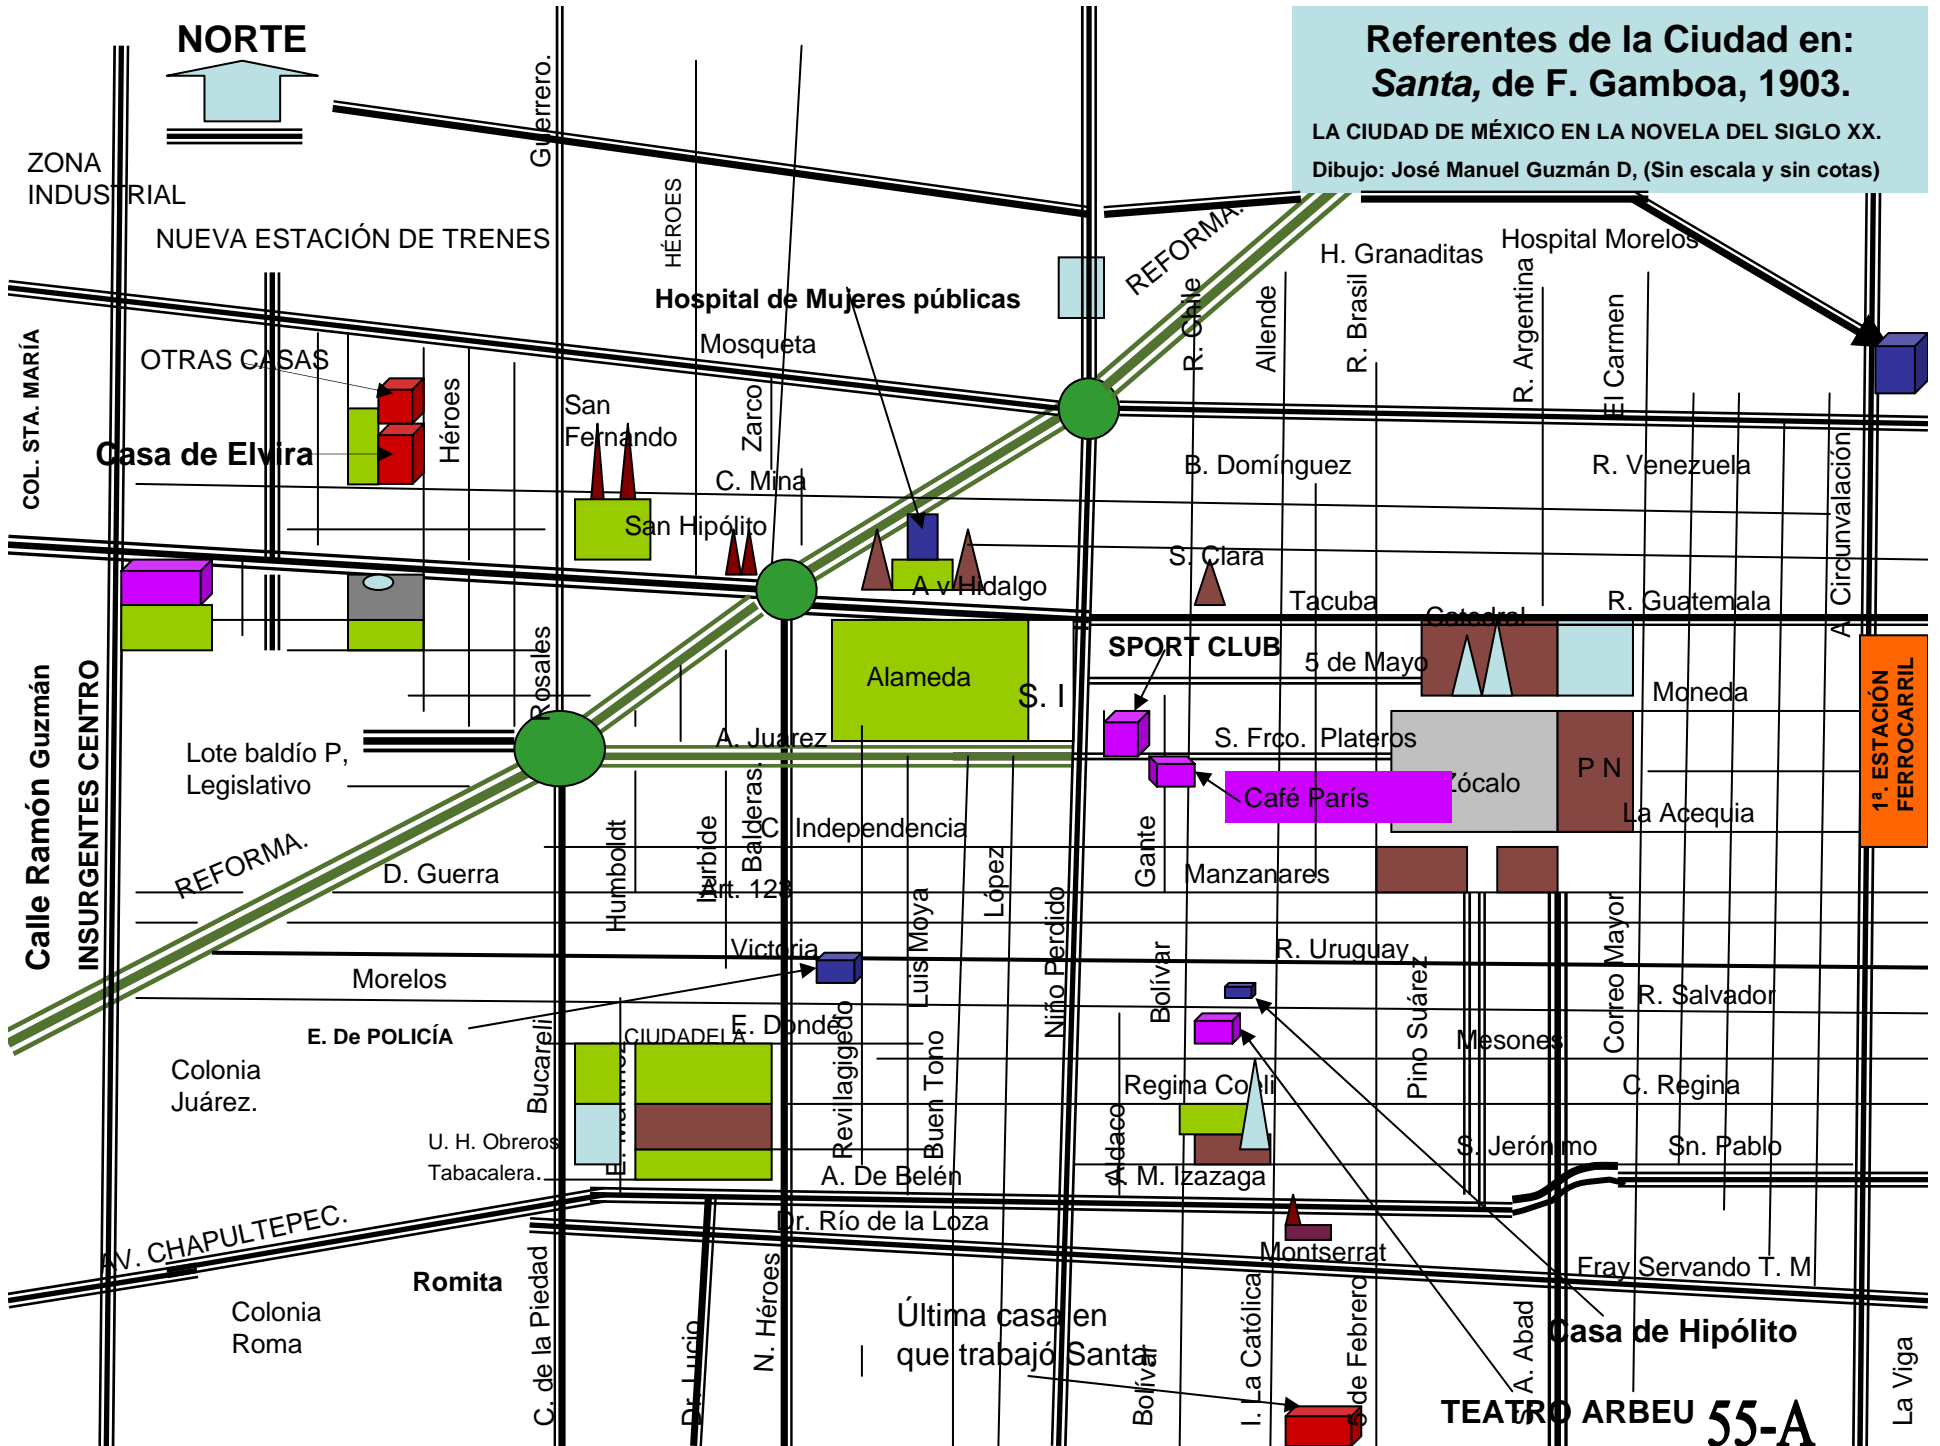 NORTE
Referentes de la Ciudad en:
Santa, de F. Gamboa, 1903.
LA CIUDAD DE MÉXICO EN LA NOVELA DEL SIGLO XX.
Dibujo: José Manuel Guzmán D, (Sin escala y sin cotas)
ZONA
INDUSTRIAL
NUEVA ESTACIÓN DE TRENES
Guerrero.
HÉROES
REFORMA.
H. Granaditas
Hospital Morelos
Hospital de Mujeres públicas
Mosqueta
R. Chile
Allende
R. Brasil
R. Argentina
El Carmen
COL. STA. MARÍA
OTRAS CASAS
Casa de Elvira
Héroes
San
Fernando
Zarco
C. Mina
San Hipólito
B. Domínguez
R. Venezuela
A. Circunvalación
S. Clara
A v Hidalgo
Tacuba
Catedral
R. Guatemala
SPORT CLUB
5 de Mayo
Alameda
S. I
Moneda
Rosales
Calle Ramón Guzmán
INSURGENTES CENTRO
1ª. ESTACIÓN
FERROCARRIL
Lote baldío P,
Legislativo
A. Juárez
S. Frco. Plateros
Zócalo
P N
Café París
La Acequia
REFORMA.
D. Guerra
Humboldt
Iturbide
Balderas.
C. Independencia
Art. 123
López
Gante
Manzanares
Victoria
Luis Moya
Niño Perdido
Bolívar
R. Uruguay
Correo Mayor
Morelos
R. Salvador
E. De POLICÍA
CIUDADELA
E. Dondé
Pino Suárez
Mesones
Colonia
Juárez.
Bucareli
E. Martínez
Revillagigedo
Buen Tono
Regina Coeli
C. Regina
Aldaco
U. H. Obreros
Tabacalera.
A. De Belén
J. M. Izazaga
S. Jerónimo
Sn. Pablo
AV. CHAPULTEPEC.
Dr. Río de la Loza
Montserrat
Fray Servando T. M
Romita
Colonia
Roma
C. de la Piedad
Dr. Lucio
N. Héroes
Última casa en
que trabajó Santa
Bolívar
I. La Católica
5 de Febrero
S. A. Abad
Casa de Hipólito
TEATRO ARBEU
55-A
La Viga